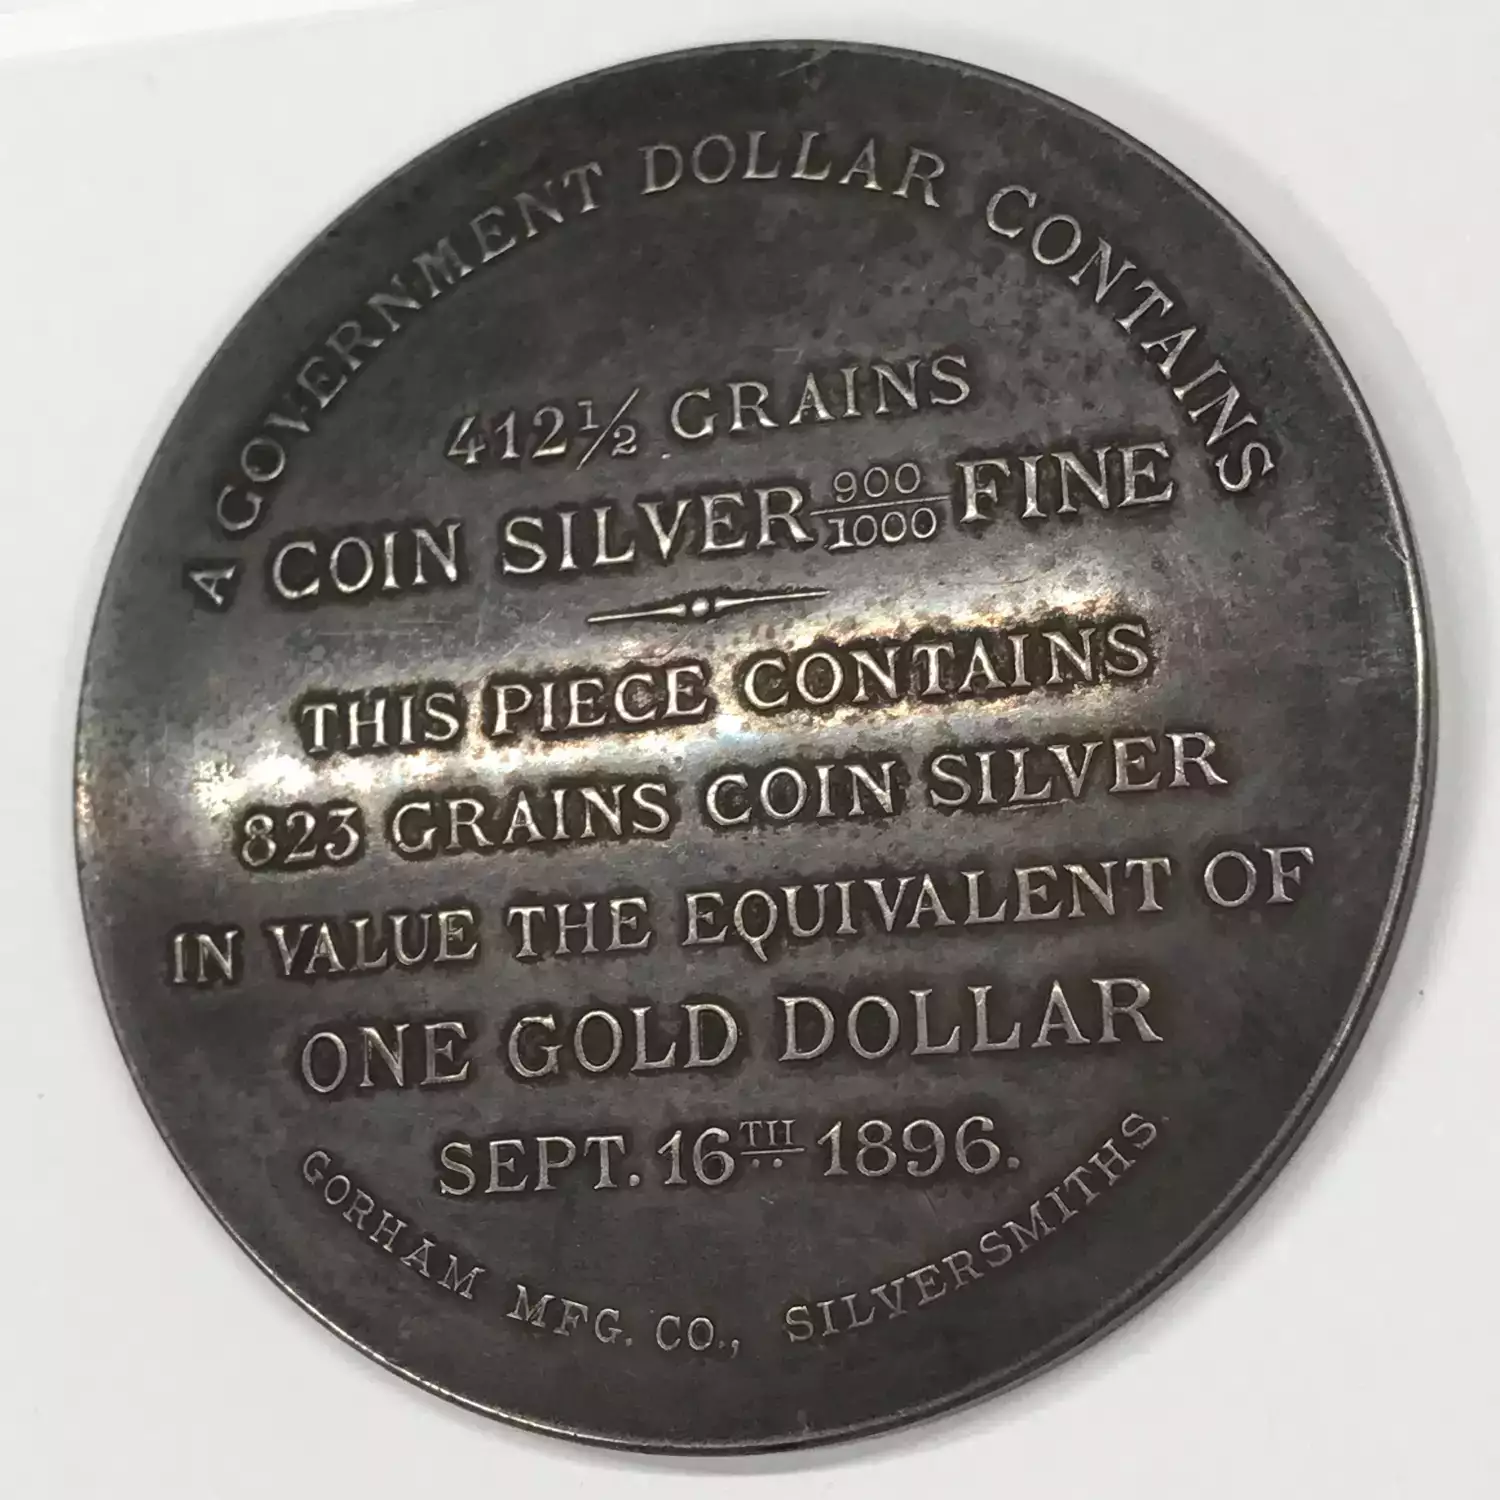 A GOVERNMENT DOLLAR CONTAINS
412½ GRAINS
COIN SILVER 900/1000 FINE
THIS PIECE CONTAINS
823 GRAINS COIN SILVER
IN VALUE THE EQUIVALENT OF
ONE GOLD DOLLAR
SEPT. 16TH 1896.
GORHAM MFG. CO., SILVERSMITHS.